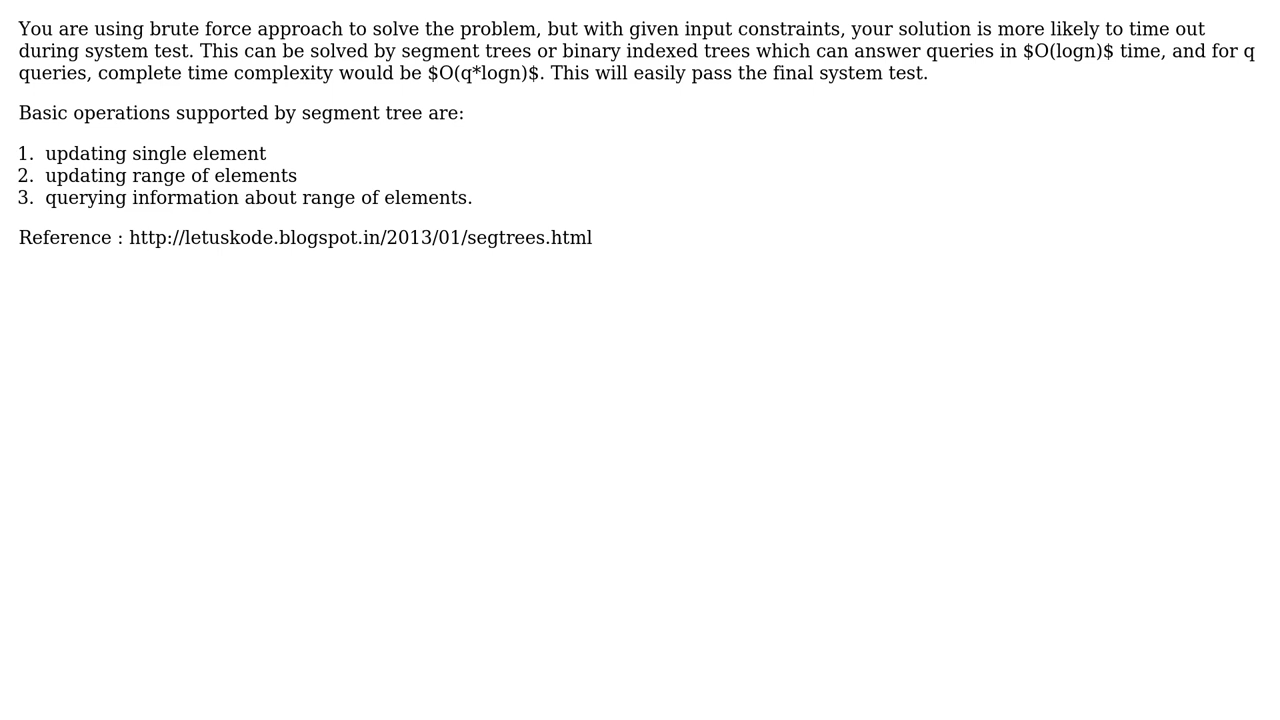 You are using brute force approach to solve the problem, but with given input constraints, your solution is more likely to time out
during system test. This can be solved by segment trees or binary indexed trees which can answer queries in $O(logn)$ time, and for q
queries, complete time complexity would be $O(q*logn)$. This will easily pass the final system test.
Basic operations supported by segment tree are:
1. updating single element
2. updating range of elements
3. querying information about range of elements.
Reference : http://letuskode.blogspot.in/2013/01/segtrees.html